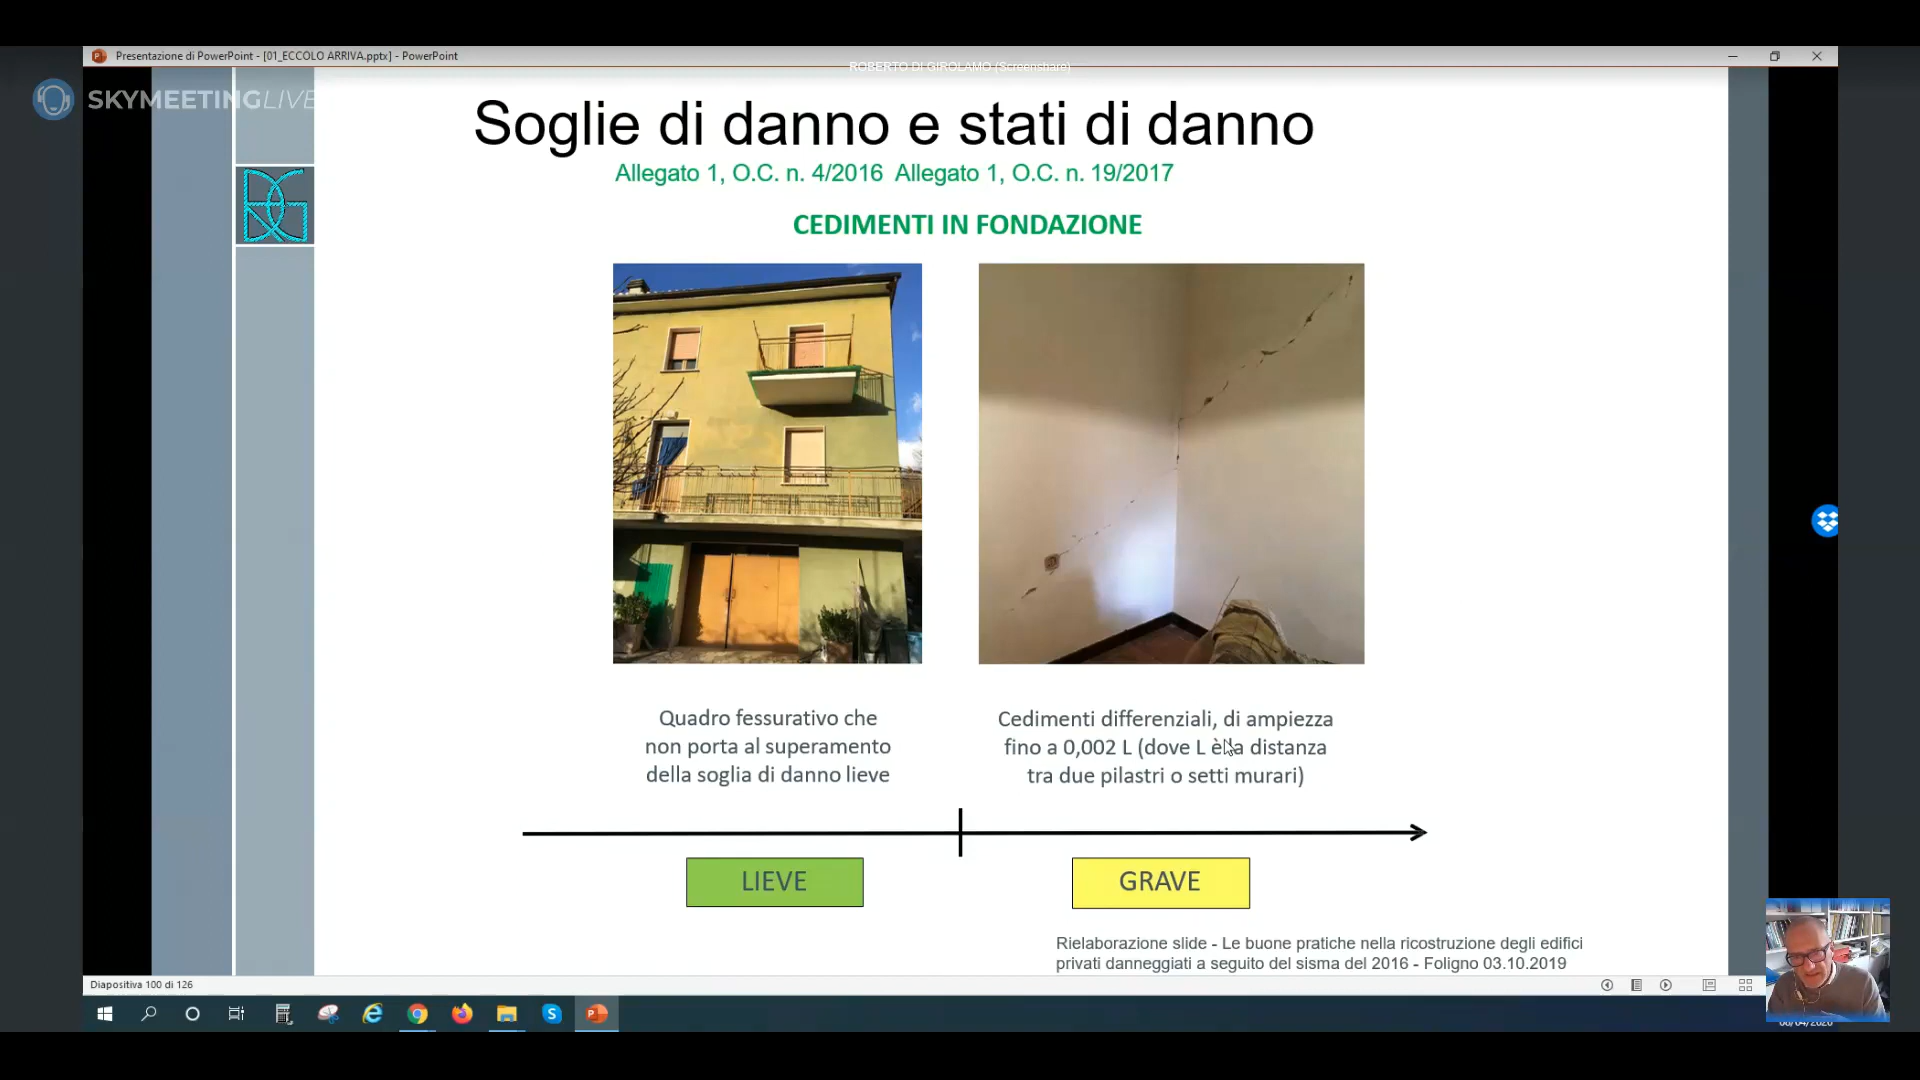 Presentazione di PowerPoint - [01_ECCOLO ARRIVA.pptx] - PowerPoint
ROBERTO DI GIROLAMO (Screenshare)
SKYMEETINGLIVE
Soglie di danno e stati di danno
Allegato 1, O.C. n. 4/2016 Allegato 1, O.C. n. 19/2017
CEDIMENTI IN FONDAZIONE
Quadro fessurativo che
non porta al superamento
della soglia di danno lieve
Cedimenti differenziali, di ampiezza
fino a 0,002 L (dove L è la distanza
tra due pilastri o setti murari)
LIEVE
GRAVE
Rielaborazione slide - Le buone pratiche nella ricostruzione degli edifici
privati danneggiati a seguito del sisma del 2016 - Foligno 03.10.2019
Diapositiva 100 di 126